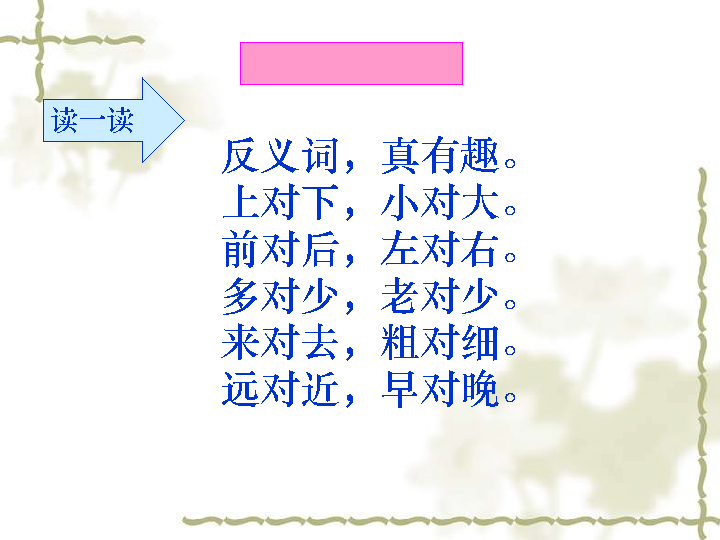 读一读
反义词，真有趣。
上对下，小对大。
前对后，左对右。
多对少，老对少。
来对去，粗对细。
远对近，早对晚。